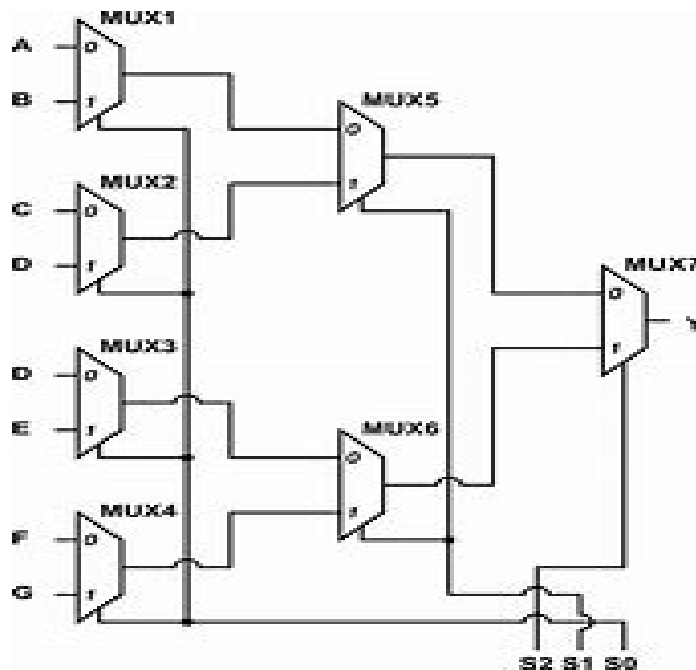 MUX1
A 0
B 1
MUX5
0
1
MUX2
C 0
D 1
MUX7
0
1
Y
MUX3
D 0
E 1
MUX6
0
1
MUX4
F 0
G 1
S2 S1 S0